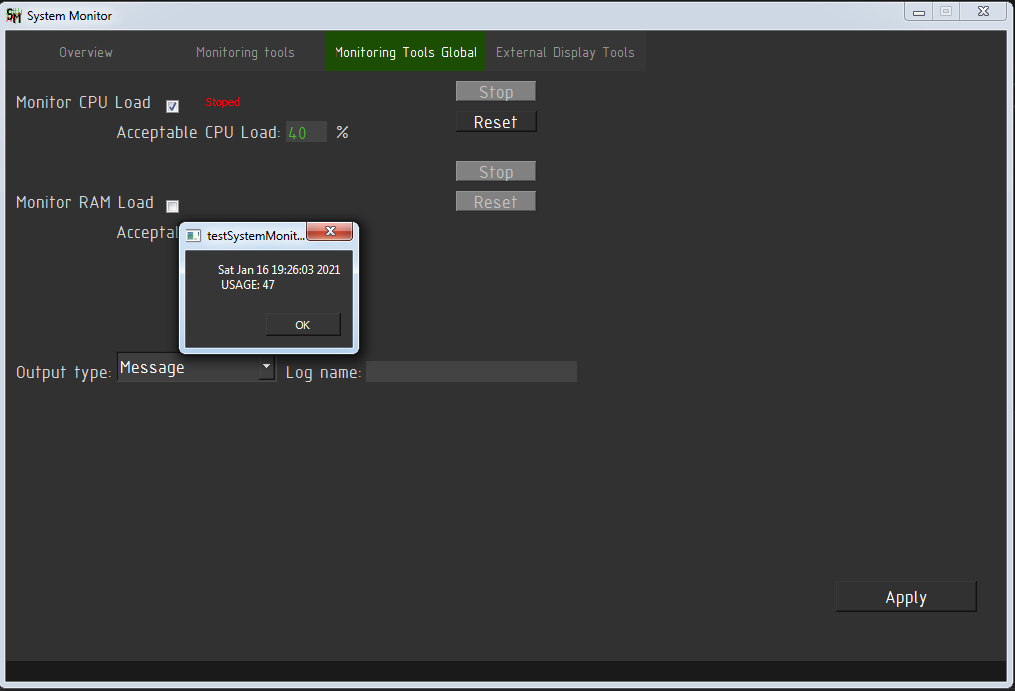 SM System Monitor
Overview Monitoring tools Monitoring Tools Global External Display Tools
Monitor CPU Load Stoped Stop
Reset
Acceptable CPU Load: 40 %
Stop
Monitor RAM Load Reset
Accepta
testSystemMonit...
Sat Jan 16 19:26:03 2021
USAGE: 47
OK
Output type: Message Log name:
Apply